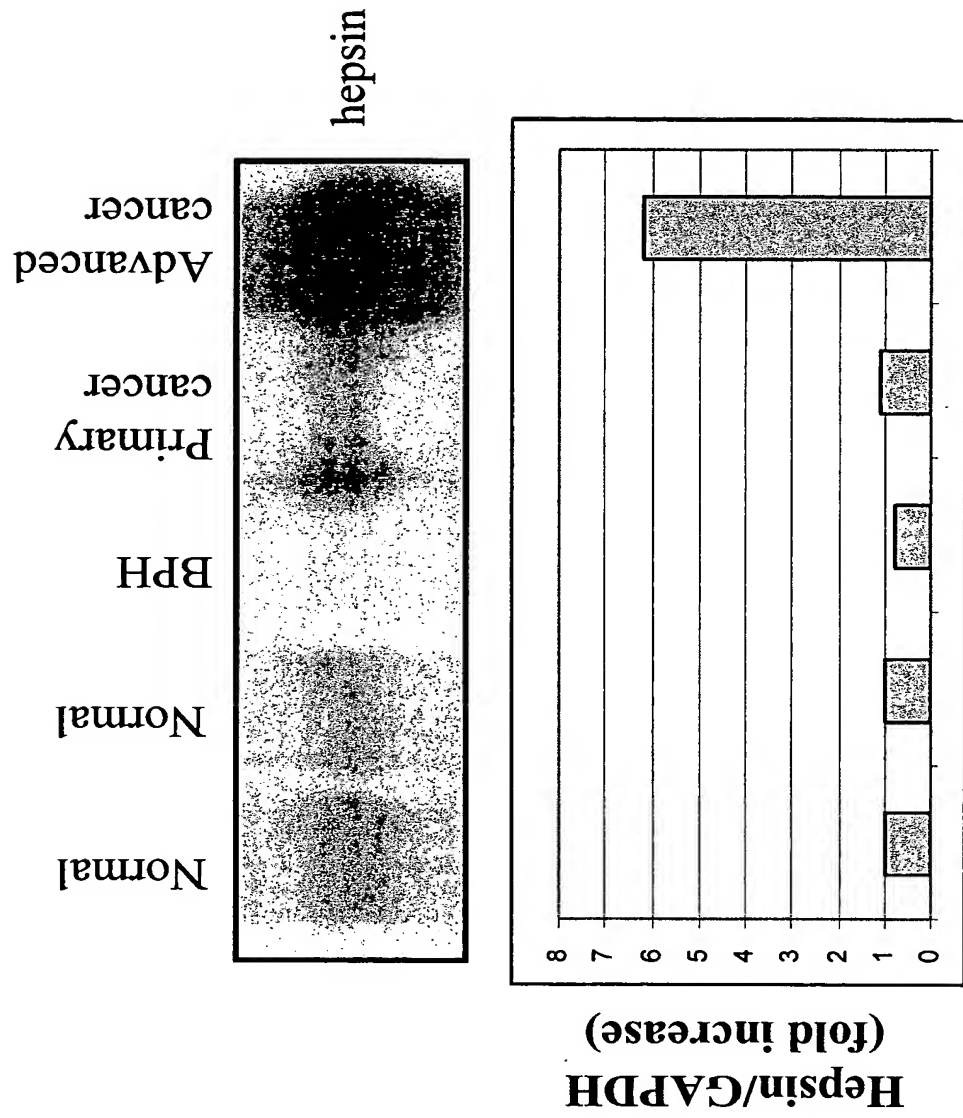 Normal
Normal
BPH
Primary
cancer
Advanced
cancer
hepsin
Hepsin/GAPDH
(fold increase)
8
7
6
5
4
3
2
1
0